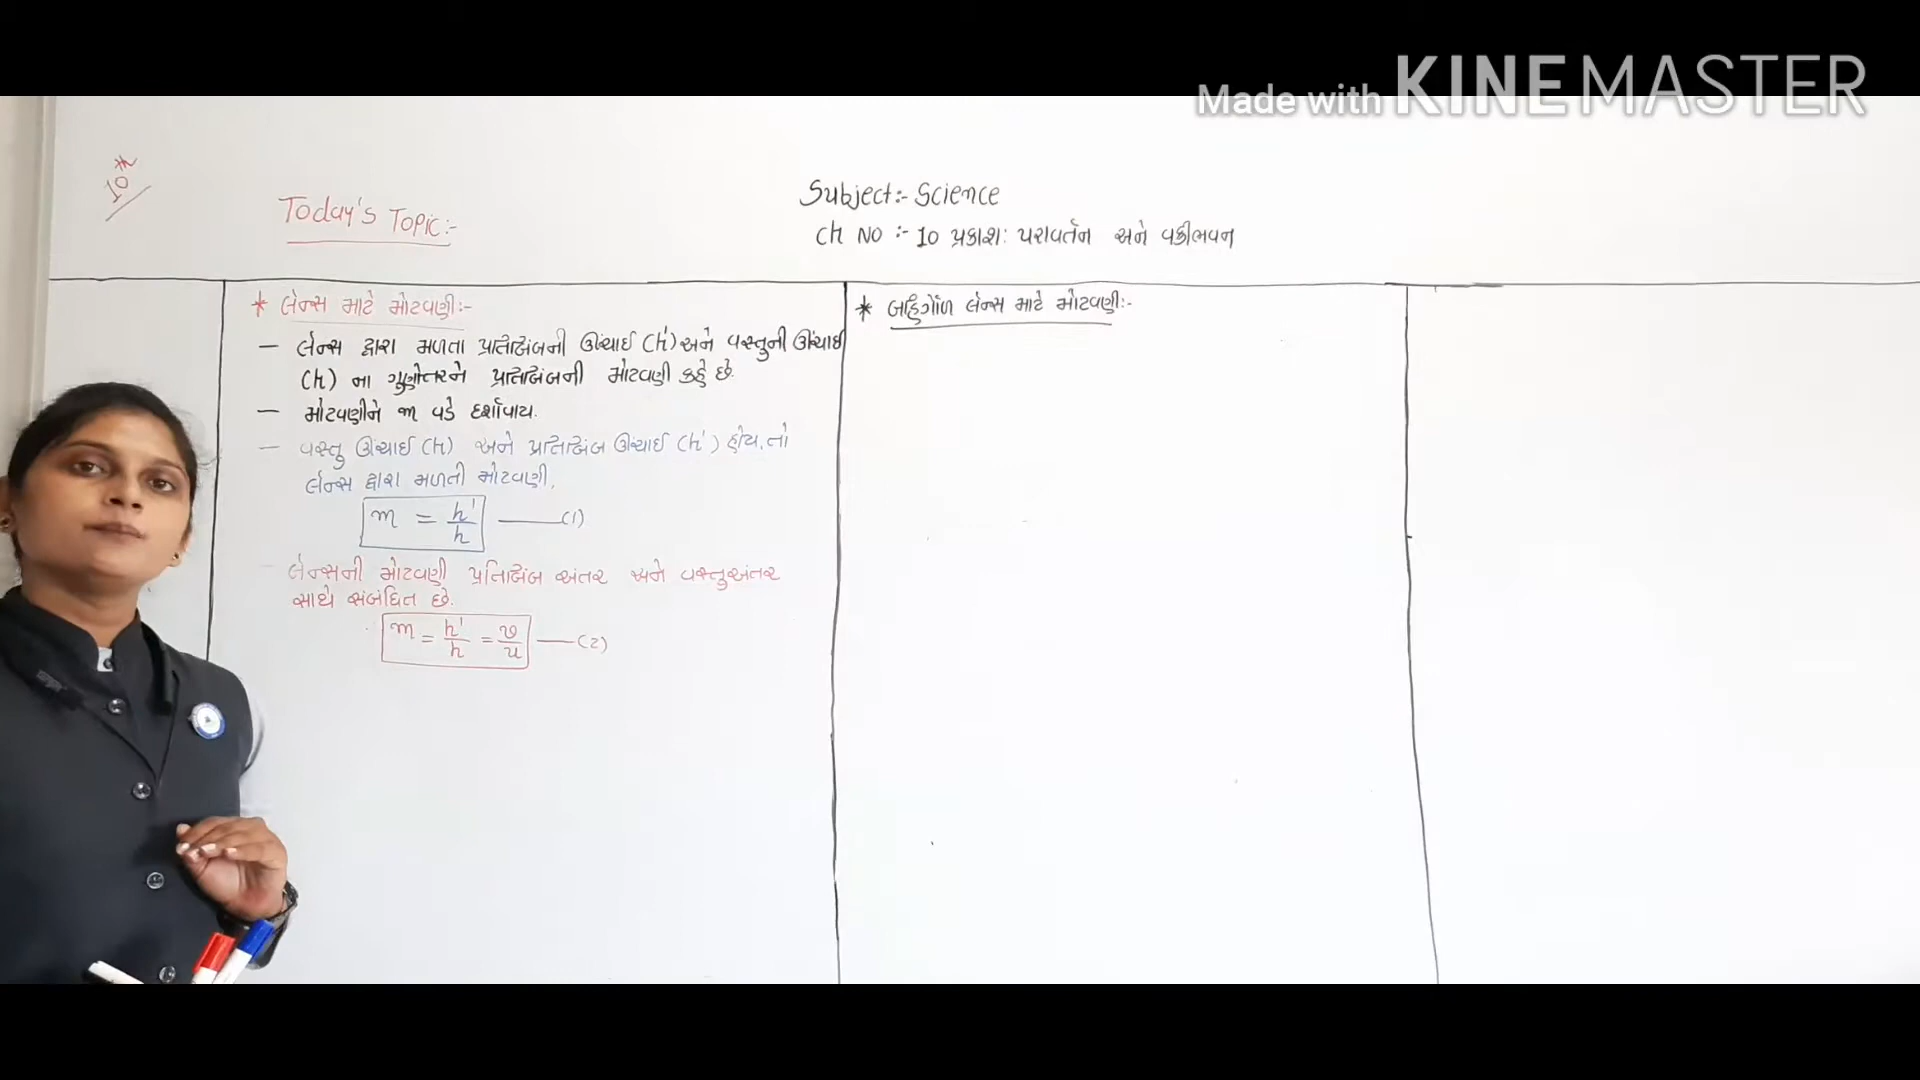 Made with KINEMASTER
10th
Today's Topic:-
Subject:- Science
Ch No :- 10 પ્રકાશ: પરાવર્તન અને વક્રીભવન
* લેન્સ માટે મોટવણી:-
— લેન્સ દ્વારા મળતા પ્રતિબિંબની ઊંચાઈ (h') અને વસ્તુની ઊંચાઈ
(h) ના ગુણોત્તરને પ્રતિબિંબની મોટવણી કહે છે.
— મોટવણીને m વડે દર્શાવાય.
— વસ્તુ ઊંચાઈ (h) અને પ્રતિબિંબ ઊંચાઈ (h') હોય, તો
લેન્સ દ્વારા મળતી મોટવણી,
m = h'/h —— (1)
— લેન્સની મોટવણી પ્રતિબિંબ અંતર અને વસ્તુઅંતર
સાથે સંબંધિત છે.
m = h'/h = v/u —— (2)
* બહિર્ગોળ લેન્સ માટે મોટવણી:-